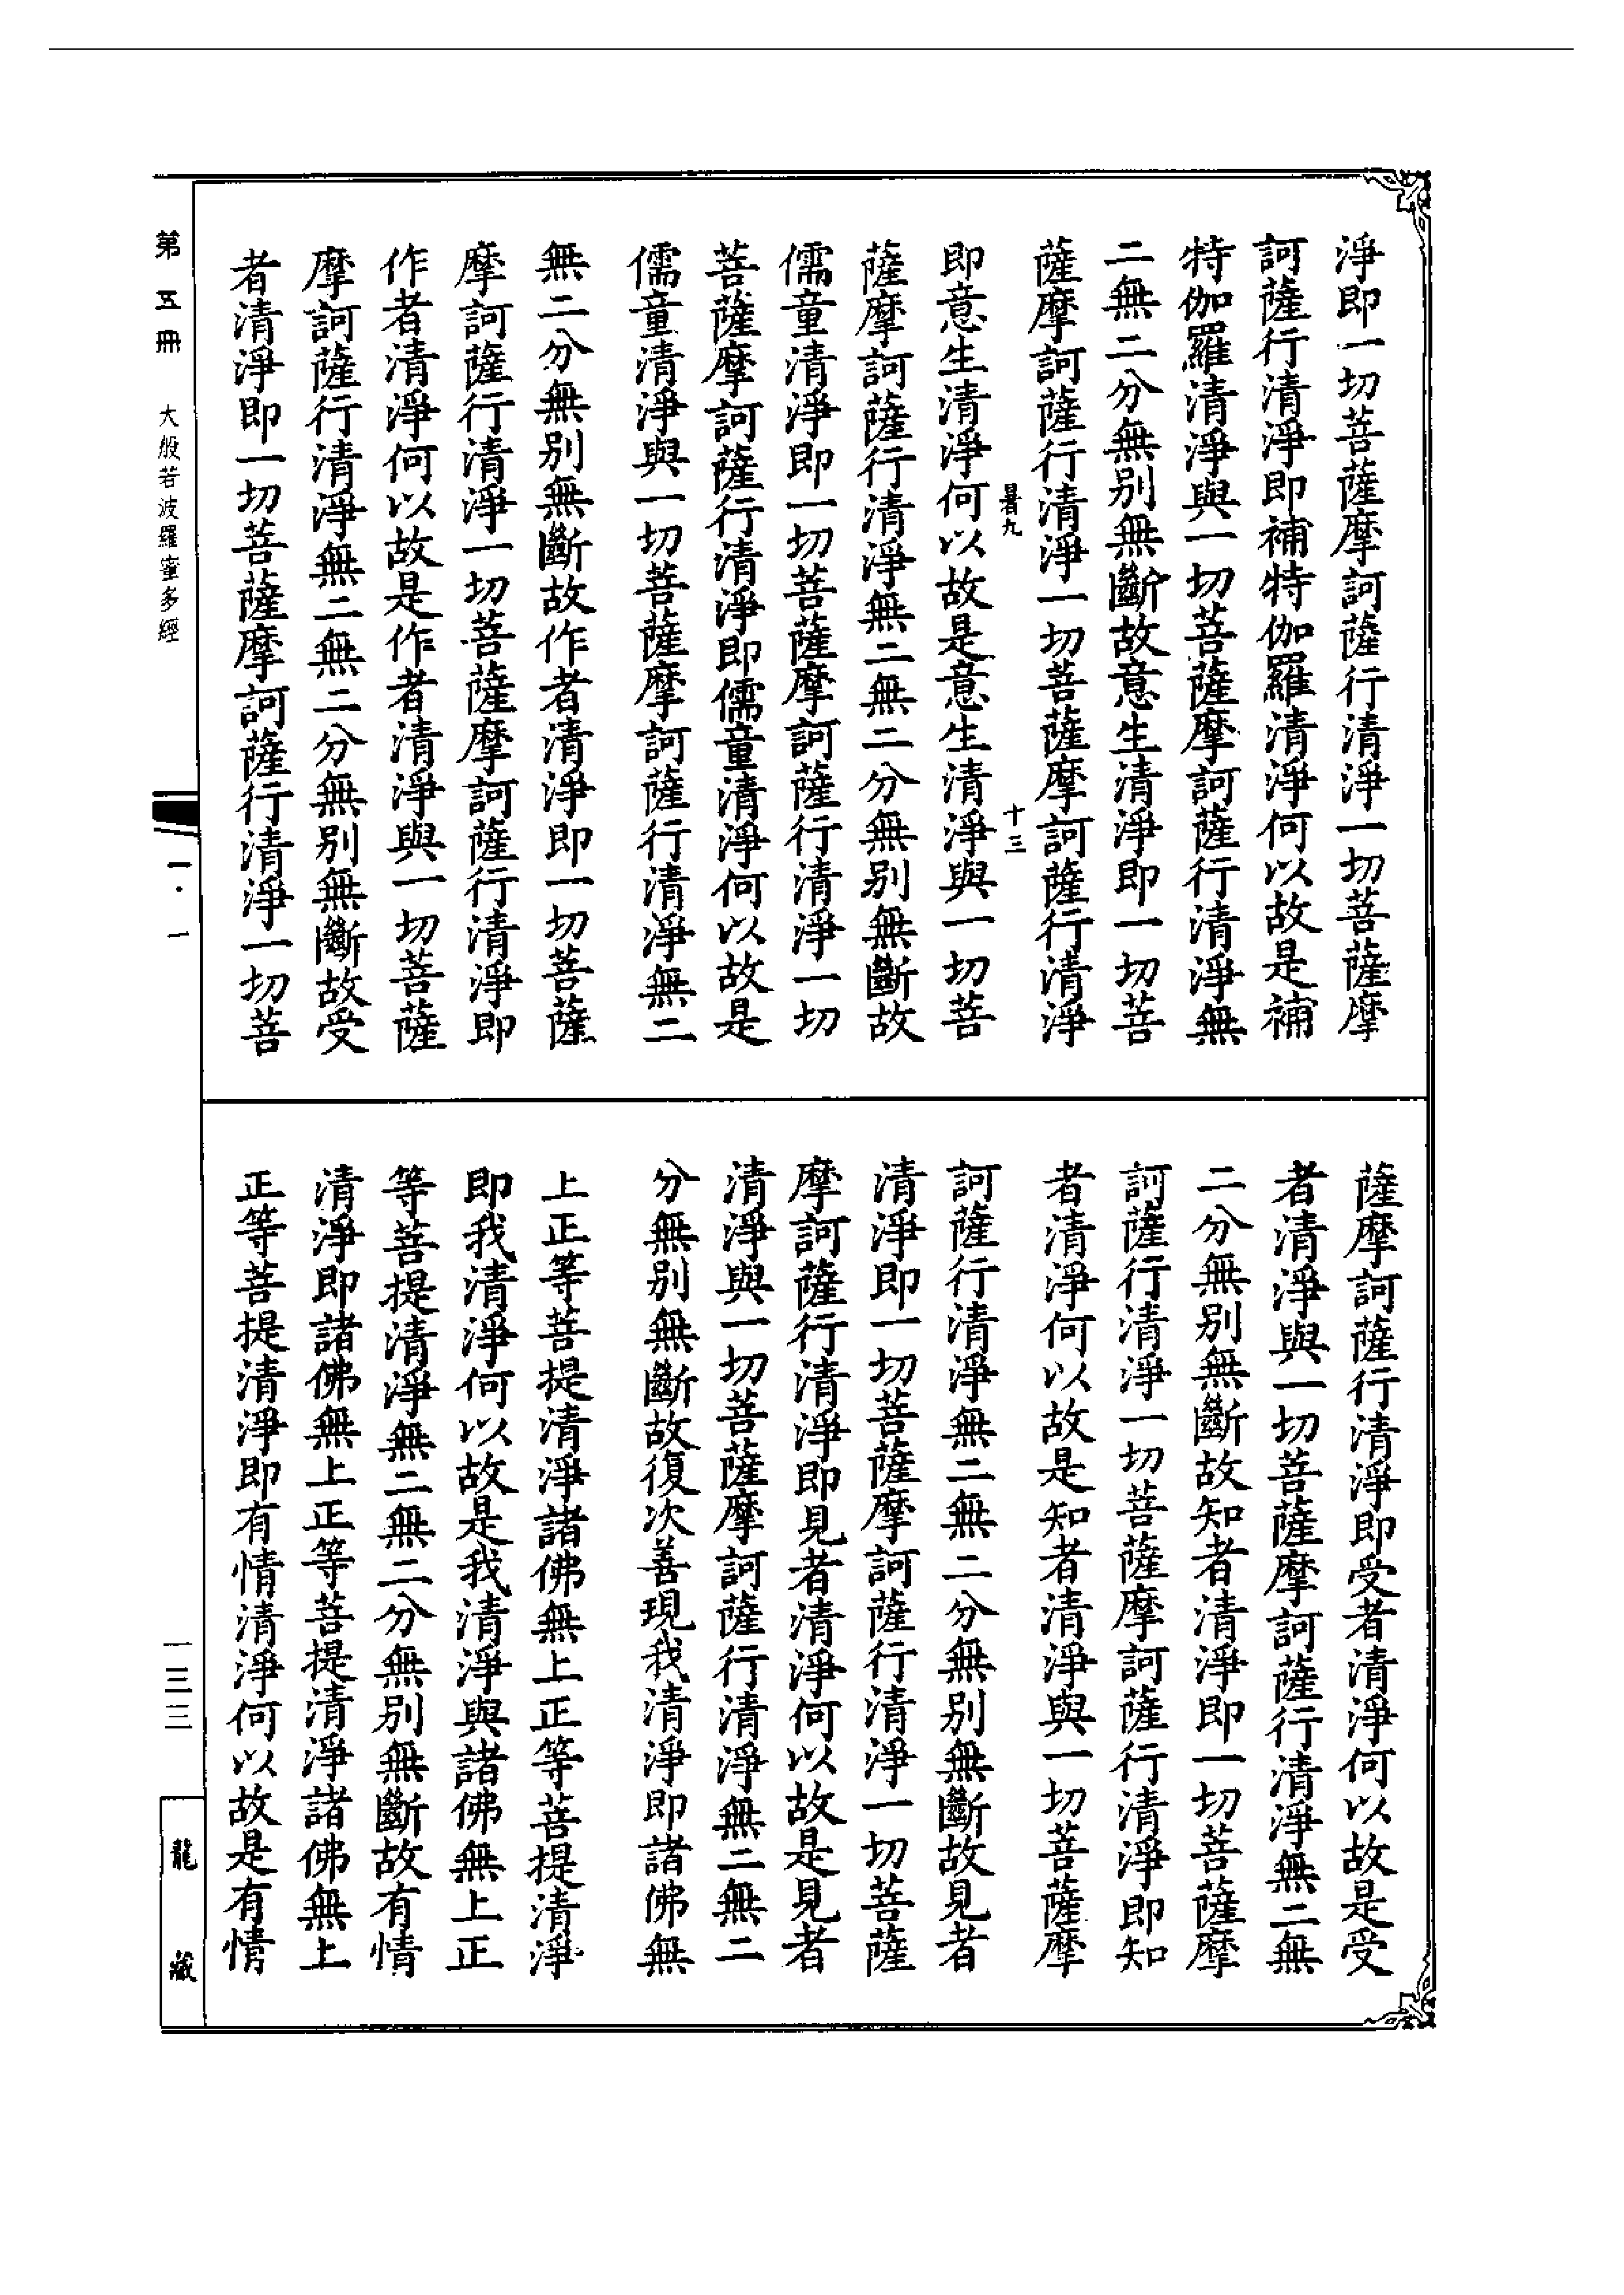 淨即一切菩薩摩訶薩行清淨一切菩薩摩
訶薩行清淨即補特伽羅清淨何以故是補
特伽羅清淨與一切菩薩摩訶薩行清淨無
二無二分無别無斷故意生清淨即一切菩
薩摩訶薩行清淨一切菩薩摩訶薩行清淨
暑九 十三
即意生清淨何以故是意生清淨與一切菩
薩摩訶薩行清淨無二無二分無别無斷故
儒童清淨即一切菩薩摩訶薩行清淨一切
菩薩摩訶薩行清淨即儒童清淨何以故是
儒童清淨與一切菩薩摩訶薩行清淨無二
無二分無别無斷故作者清淨即一切菩薩
摩訶薩行清淨一切菩薩摩訶薩行清淨即
作者清淨何以故是作者清淨與一切菩薩
摩訶薩行清淨無二無二分無别無斷故受
者清淨即一切菩薩摩訶薩行清淨一切菩
薩摩訶薩行清淨即受者清淨何以故是受
者清淨與一切菩薩摩訶薩行清淨無二無
二分無别無斷故知者清淨即一切菩薩摩
訶薩行清淨一切菩薩摩訶薩行清淨即知
者清淨何以故是知者清淨與一切菩薩摩
訶薩行清淨無二無二分無别無斷故見者
清淨即一切菩薩摩訶薩行清淨一切菩薩
摩訶薩行清淨即見者清淨何以故是見者
清淨與一切菩薩摩訶薩行清淨無二無二
分無别無斷故復次善現我清淨即諸佛無
上正等菩提清淨諸佛無上正等菩提清淨
即我清淨何以故是我清淨與諸佛無上正
等菩提清淨無二無二分無别無斷故有情
清淨即諸佛無上正等菩提清淨諸佛無上
正等菩提清淨即有情清淨何以故是有情
第五冊 大般若波羅蜜多經
一·一
一三三
龍藏